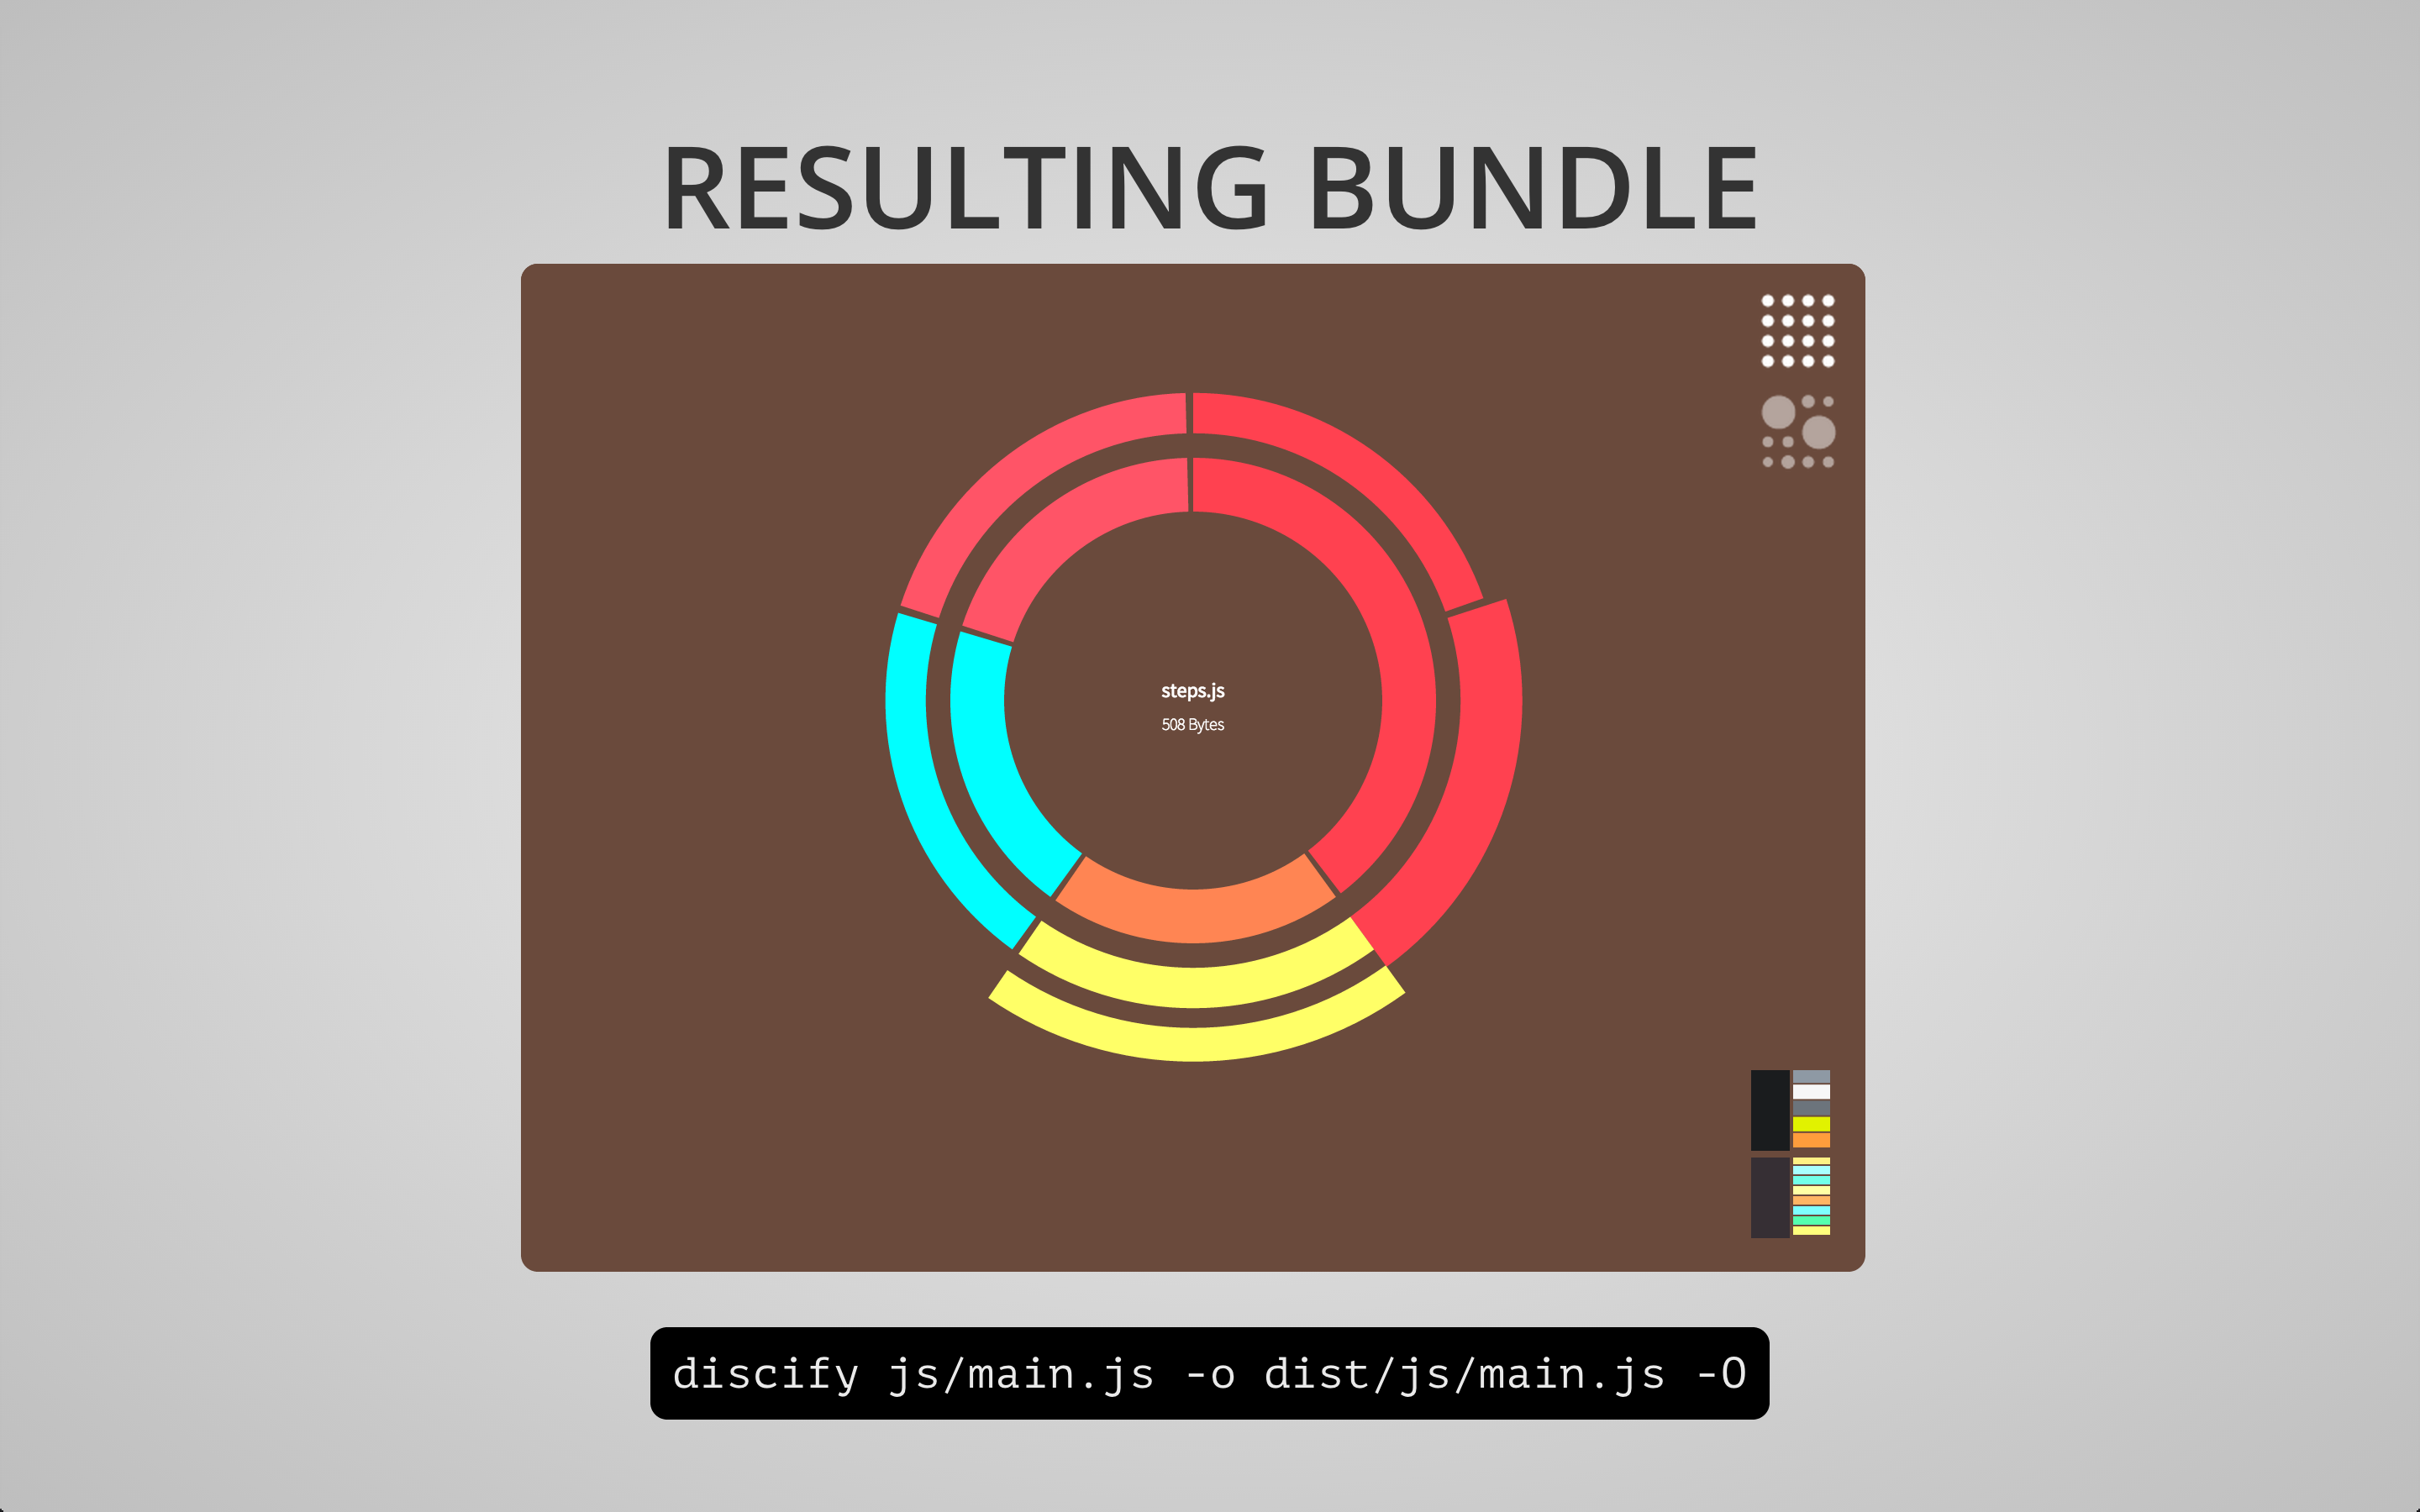 RESULTING BUNDLE
steps.js
508 Bytes
discify js/main.js -o dist/js/main.js -O